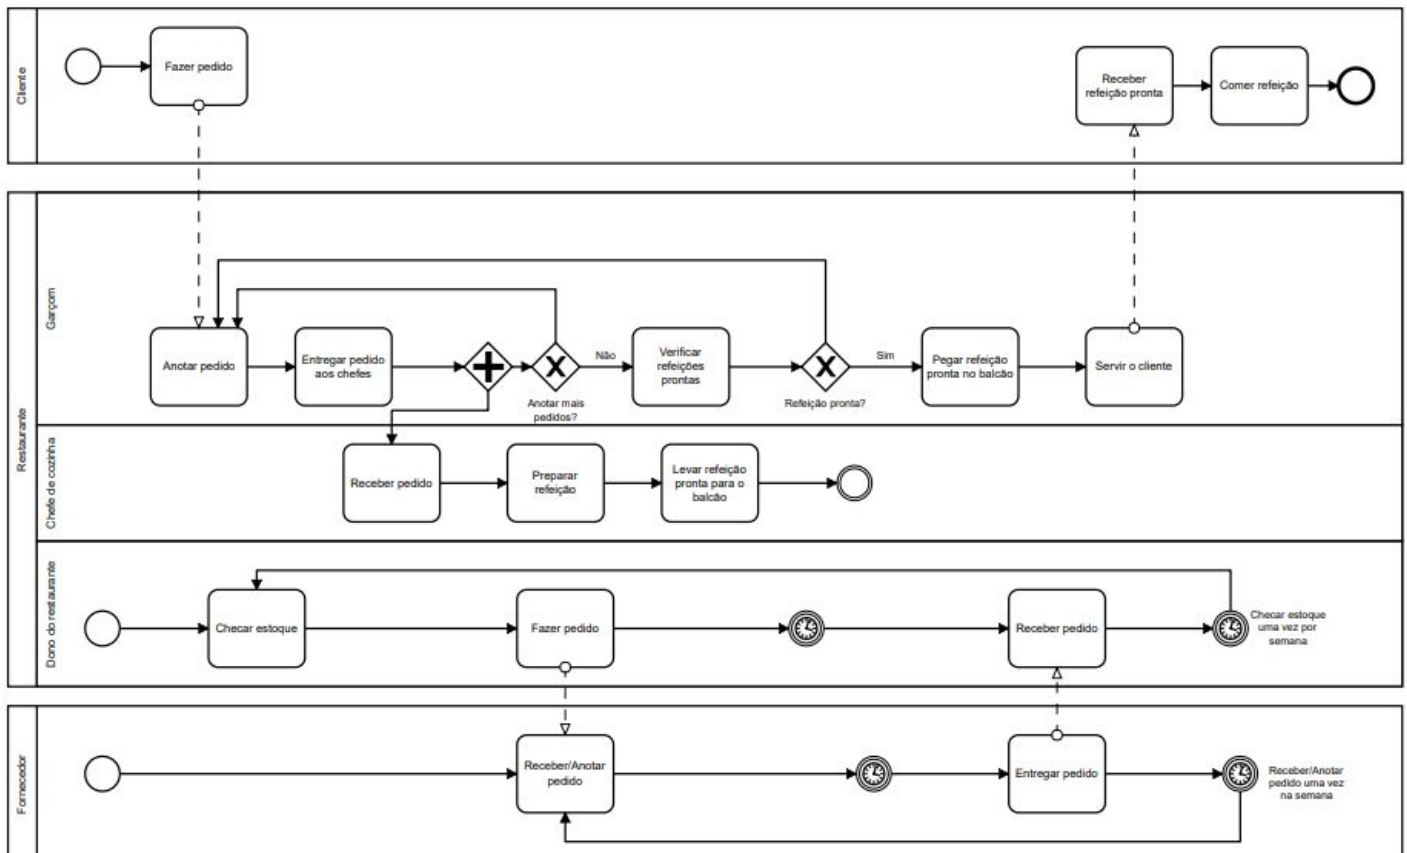 Cliente
Fazer pedido
Receber
refeição pronta
Comer refeição
Restaurante
Garçom
Anotar pedido
Entregar pedido
aos chefes
Anotar mais
pedidos?
Não
Verificar
refeições
prontas
Refeição pronta?
Sim
Pegar refeição
pronta no balcão
Servir o cliente
Chefe de cozinha
Receber pedido
Preparar
refeição
Levar refeição
pronta para o
balcão
Dono do restaurante
Checar estoque
Fazer pedido
Receber pedido
Checar estoque
uma vez por
semana
Fornecedor
Receber/Anotar
pedido
Entregar pedido
Receber/Anotar
pedido uma vez
na semana